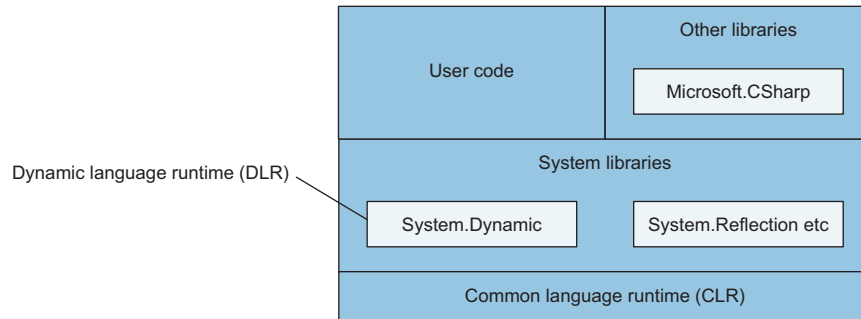 Other libraries
User code
Microsoft.CSharp
System libraries
Dynamic language runtime (DLR)
System.Dynamic
System.Reflection etc
Common language runtime (CLR)